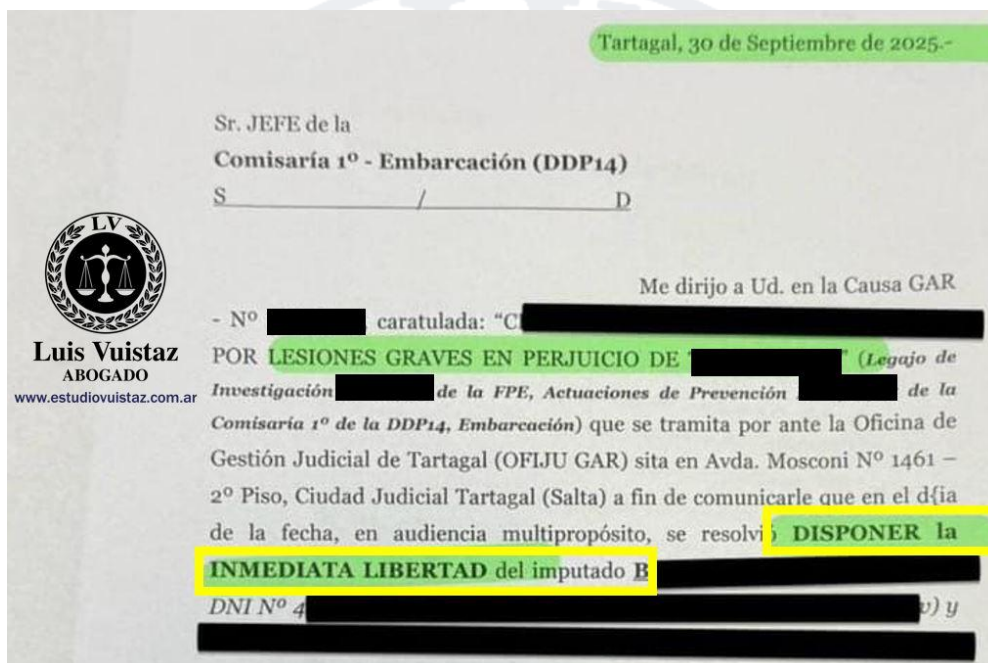 Tartagal, 30 de Septiembre de 2025.-
Sr. JEFE de la
Comisaría 1º - Embarcación (DDP14)
S / D
LV
Luis Vuistaz
ABOGADO
www.estudiovuistaz.com.ar
Me dirijo a Ud. en la Causa GAR
- Nº caratulada: “C
POR LESIONES GRAVES EN PERJUICIO DE “ ” (Legajo de
Investigación de la FPE, Actuaciones de Prevención de la
Comisaría 1º de la DDP14, Embarcación) que se tramita por ante la Oficina de
Gestión Judicial de Tartagal (OFIJU GAR) sita en Avda. Mosconi Nº 1461 –
2º Piso, Ciudad Judicial Tartagal (Salta) a fin de comunicarle que en el d{ia
de la fecha, en audiencia multipropósito, se resolvió DISPONER la
INMEDIATA LIBERTAD del imputado B
DNI Nº 4 v) y